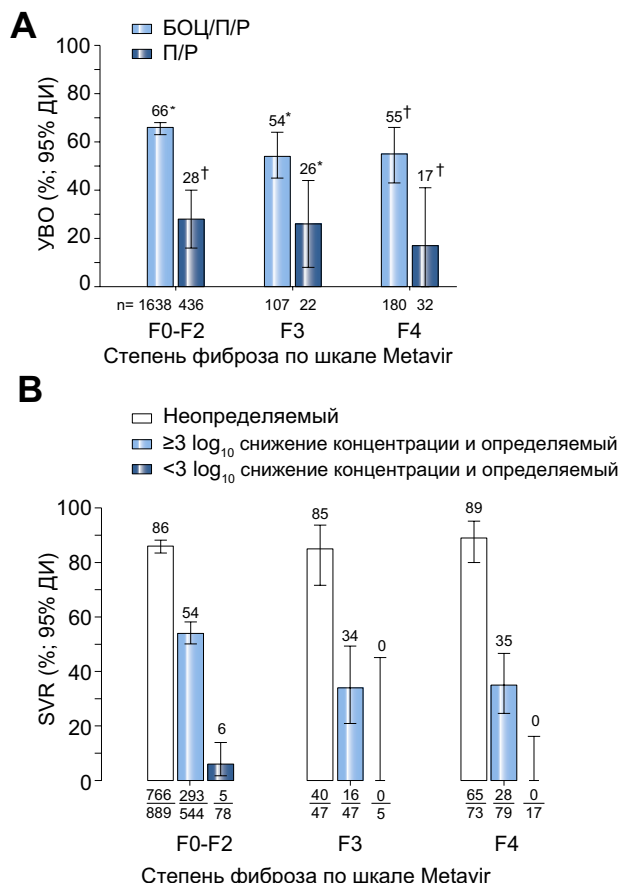 A
БОЦ/П/Р
П/Р
УВО (%; 95% ДИ)
100
80
60
40
20
0
66*
28†
54*
26*
55†
17†
n= 1638 436 107 22 180 32
F0-F2 F3 F4
Степень фиброза по шкале Metavir
B
Неопределяемый
≥3 log10 снижение концентрации и определяемый
<3 log10 снижение концентрации и определяемый
SVR (%; 95% ДИ)
100
80
60
40
20
0
86
54
6
85
34
0
89
35
0
766 293 5 40 16 0 65 28 0
889 544 78 47 47 5 73 79 17
F0-F2 F3 F4
Степень фиброза по шкале Metavir